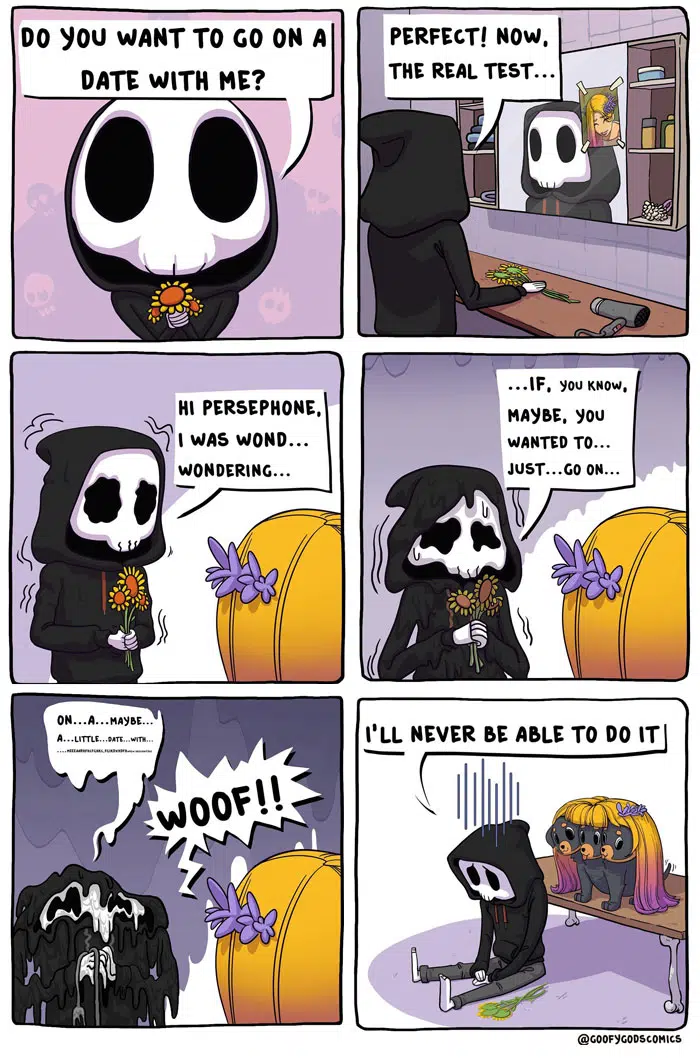 DO YOU WANT TO GO ON A
DATE WITH ME?
PERFECT! NOW,
THE REAL TEST...
HI PERSEPHONE,
I WAS WOND...
WONDERING...
...IF, YOU KNOW,
MAYBE, YOU
WANTED TO...
JUST...GO ON...
ON...A...MAYBE...
A...LITTLE...DATE...WITH...
WOOF!!
I'LL NEVER BE ABLE TO DO IT
@GOOFYGODSCOMICS